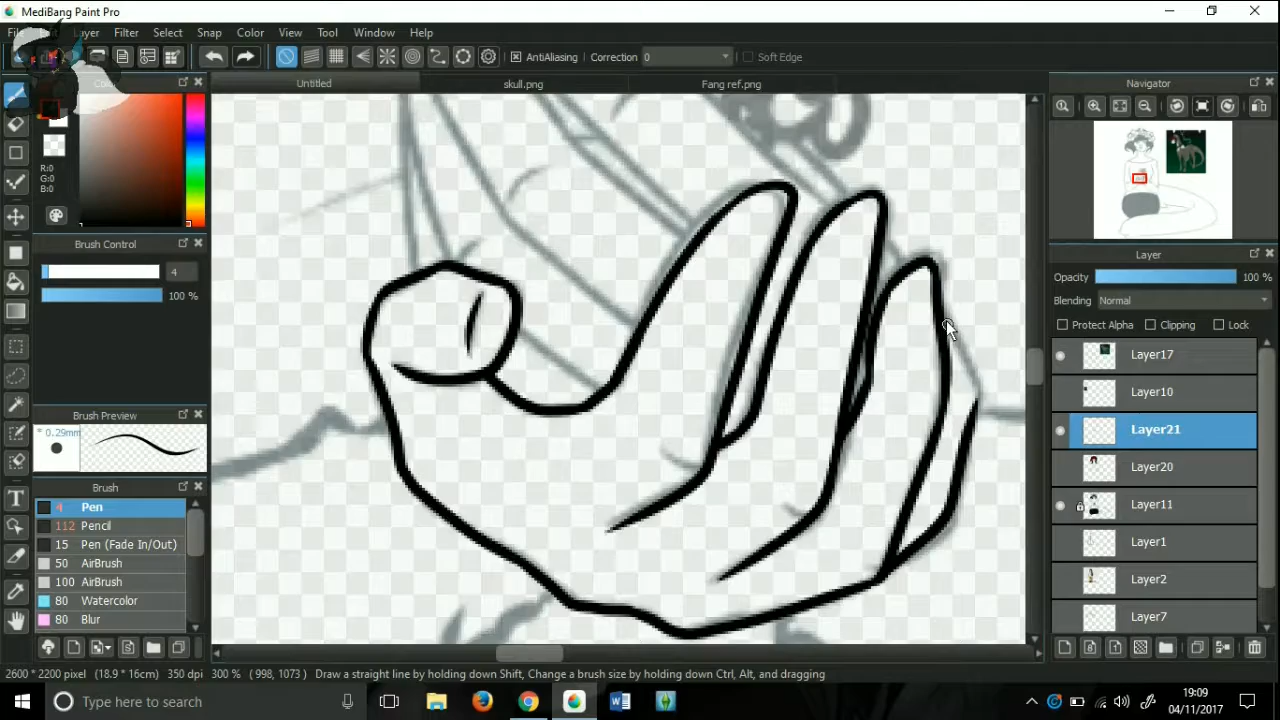 MediBang Paint Pro
File
Layer Filter Select Snap Color View Tool Window Help
AntiAliasing Correction 0 Soft Edge
Untitled skull.png Fang ref.png
R:0
G:0
B:0
Brush Control
4
100 %
Brush Preview
* 0.29mm
Brush
4 Pen
112 Pencil
15 Pen (Fade In/Out)
50 AirBrush
100 AirBrush
80 Watercolor
80 Blur
Navigator
Layer
Opacity 100 %
Blending Normal
Protect Alpha Clipping Lock
Layer17
Layer10
Layer21
Layer20
Layer11
Layer1
Layer2
Layer7
2600 * 2200 pixel (18.9 * 16cm) 350 dpi 300 % ( 998, 1073 ) Draw a straight line by holding down Shift, Change a brush size by holding down Ctrl, Alt, and dragging
Type here to search
19:09
04/11/2017